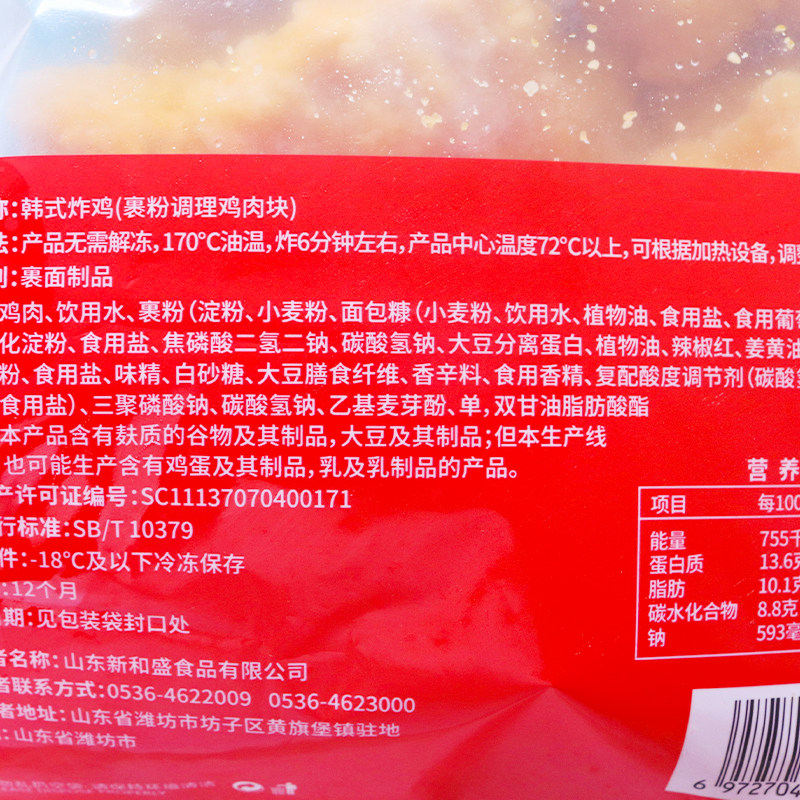 称:韩式炸鸡(裹粉调理鸡肉块)
法:产品无需解冻,170℃油温,炸6分钟左右,产品中心温度72℃以上,可根据加热设备,调整
别:裹面制品
鸡肉、饮用水、裹粉(淀粉、小麦粉、面包糠(小麦粉、饮用水、植物油、食用盐、食用葡萄
化淀粉、食用盐、焦磷酸二氢二钠、碳酸氢钠、大豆分离蛋白、植物油、辣椒红、姜黄油
粉、食用盐、味精、白砂糖、大豆膳食纤维、香辛料、食用香精、复配酸度调节剂(碳酸氢
食用盐)、三聚磷酸钠、碳酸氢钠、乙基麦芽酚、单,双甘油脂肪酸酯
本产品含有麸质的谷物及其制品,大豆及其制品;但本生产线
也可能生产含有鸡蛋及其制品,乳及乳制品的产品。
产许可证编号:SC11137070400171
行标准:SB/T 10379
件:-18℃及以下冷冻保存
:12个月
期:见包装袋封口处
者名称:山东新和盛食品有限公司
者联系方式:0536-4622009 0536-4623000
者地址:山东省潍坊市坊子区黄旗堡镇驻地
:山东省潍坊市
营养
项目 每100
能量 755千
蛋白质 13.6克
脂肪 10.1克
碳水化合物 8.8克
钠 593毫
6 972704